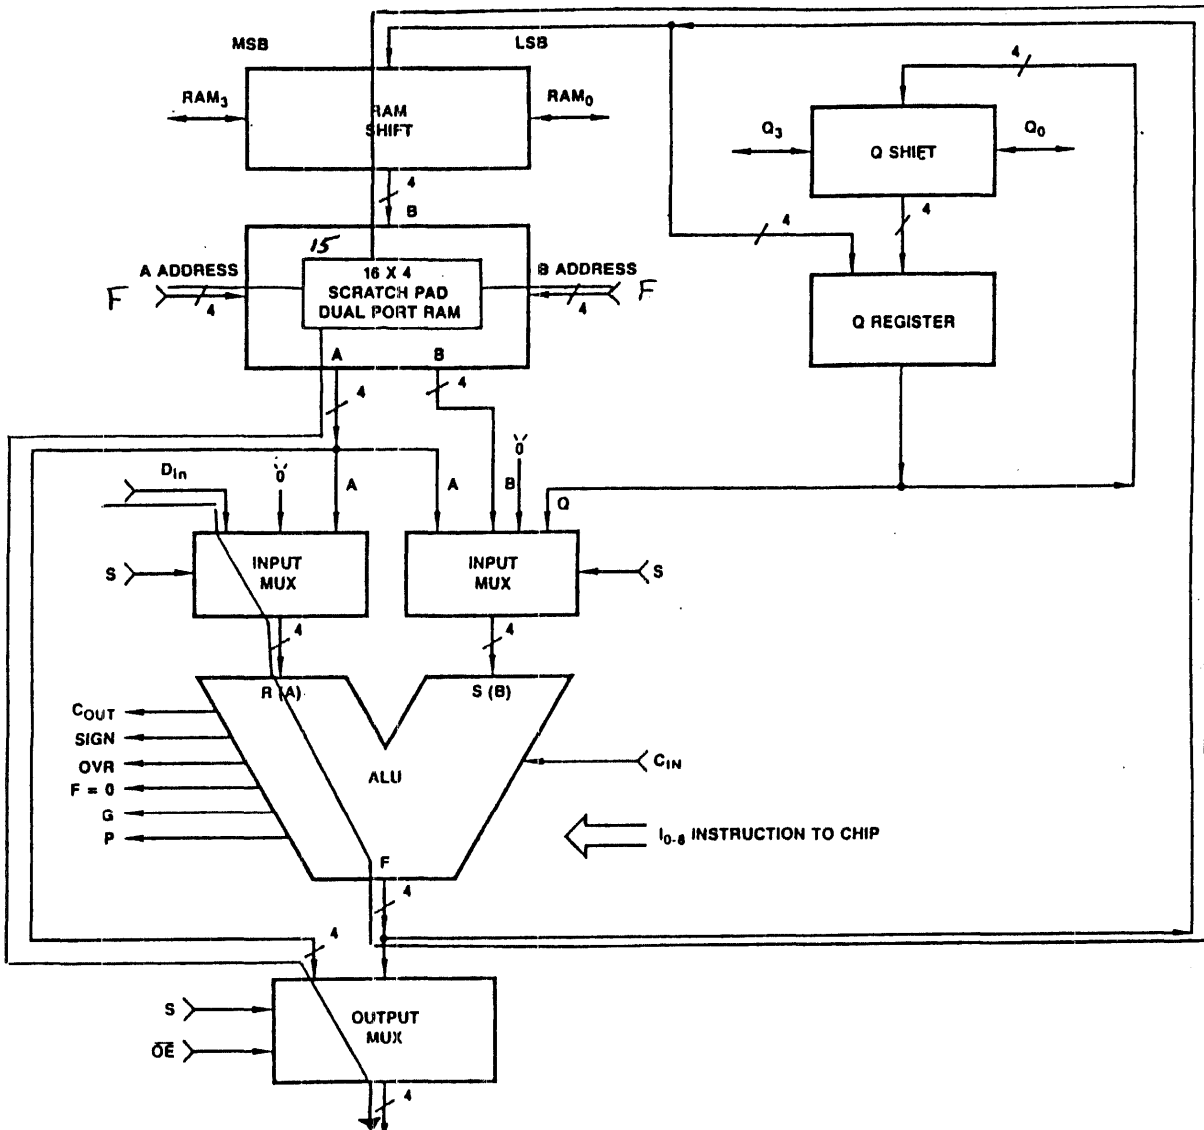 MSB
LSB
RAM3
RAM0
RAM
SHIFT
4
Q3
Q0
Q SHIFT
4
B
4
4
15
A ADDRESS
B ADDRESS
F
4
16 X 4
SCRATCH PAD
DUAL PORT RAM
4
F
Q REGISTER
A
B
4
4
Din
'0'
A
A
B
'0'
Q
S
INPUT
MUX
INPUT
MUX
S
4
4
R (A)
S (B)
COUT
SIGN
OVR
F = 0
G
P
ALU
CIN
I0-8 INSTRUCTION TO CHIP
F
4
4
S
OE
OUTPUT
MUX
4